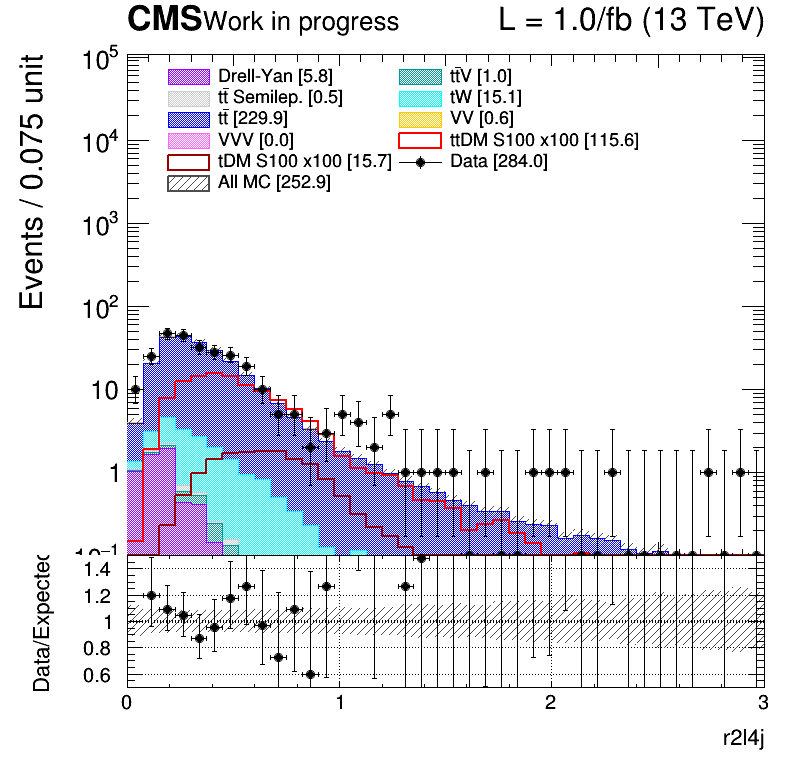 CMS Work in progress L = 1.0/fb (13 TeV)
Events / 0.075 unit
10⁵
10⁴
10³
10²
10
1
10⁻¹
Drell-Yan [5.8] tt̄V [1.0]
tt̄ Semilep. [0.5] tW [15.1]
tt̄ [229.9] VV [0.6]
VVV [0.0] ttDM S100 x100 [115.6]
tDM S100 x100 [15.7] Data [284.0]
All MC [252.9]
Data/Expected
1.4
1.2
1
0.8
0.6
0 1 2 3
r2l4j